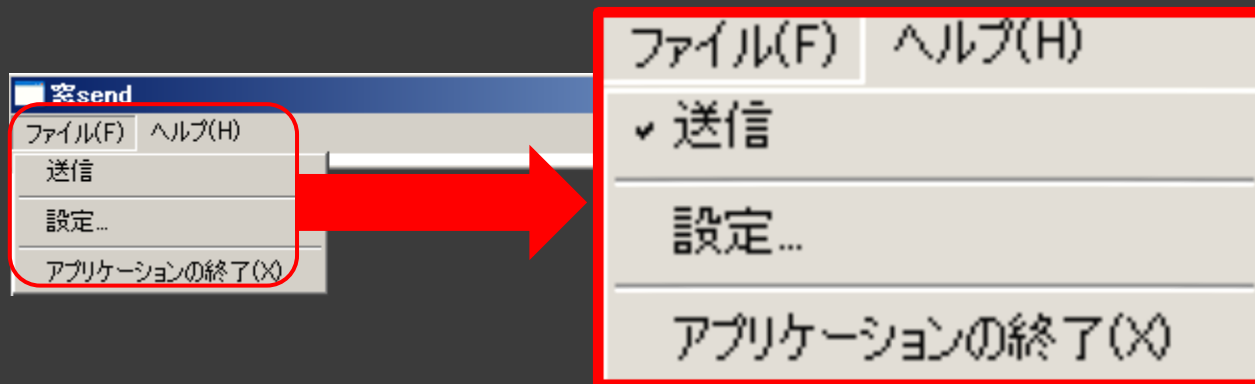 窓send
ファイル(F) ヘルプ(H)
送信
設定...
アプリケーションの終了(X)
ファイル(F) ヘルプ(H)
✓ 送信
設定...
アプリケーションの終了(X)